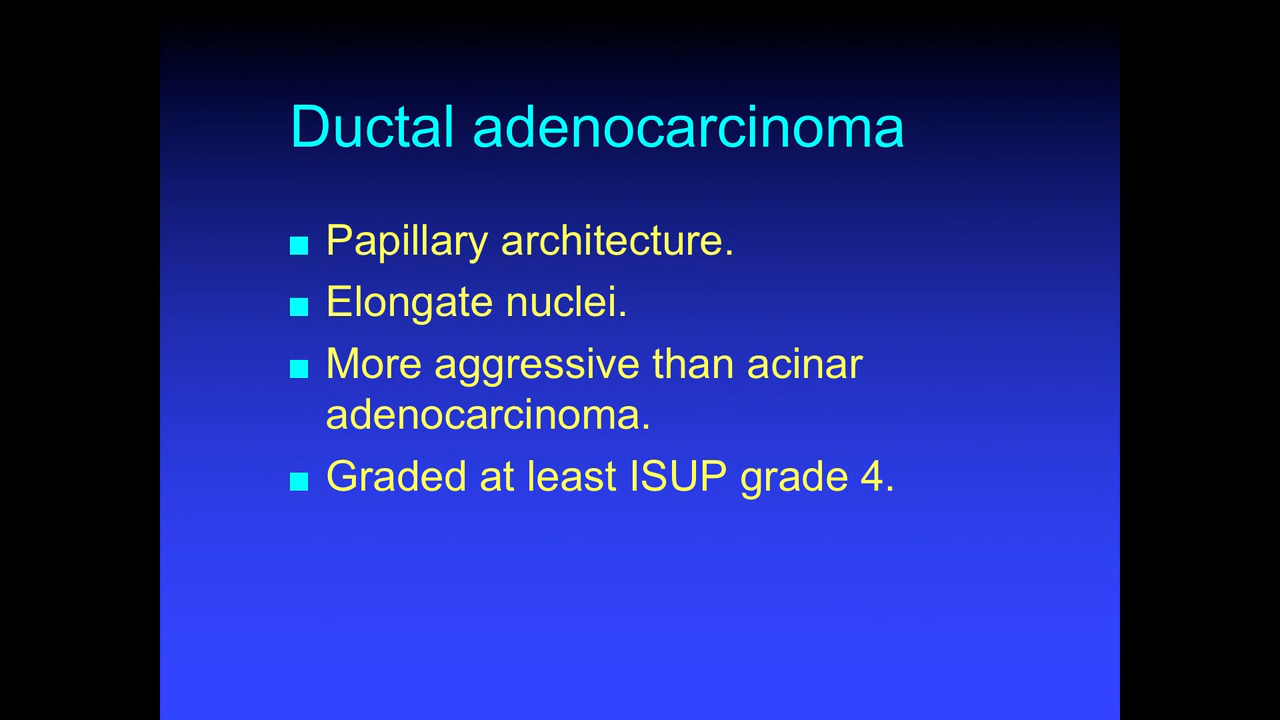 Ductal adenocarcinoma
Papillary architecture.
Elongate nuclei.
More aggressive than acinar
adenocarcinoma.
Graded at least ISUP grade 4.